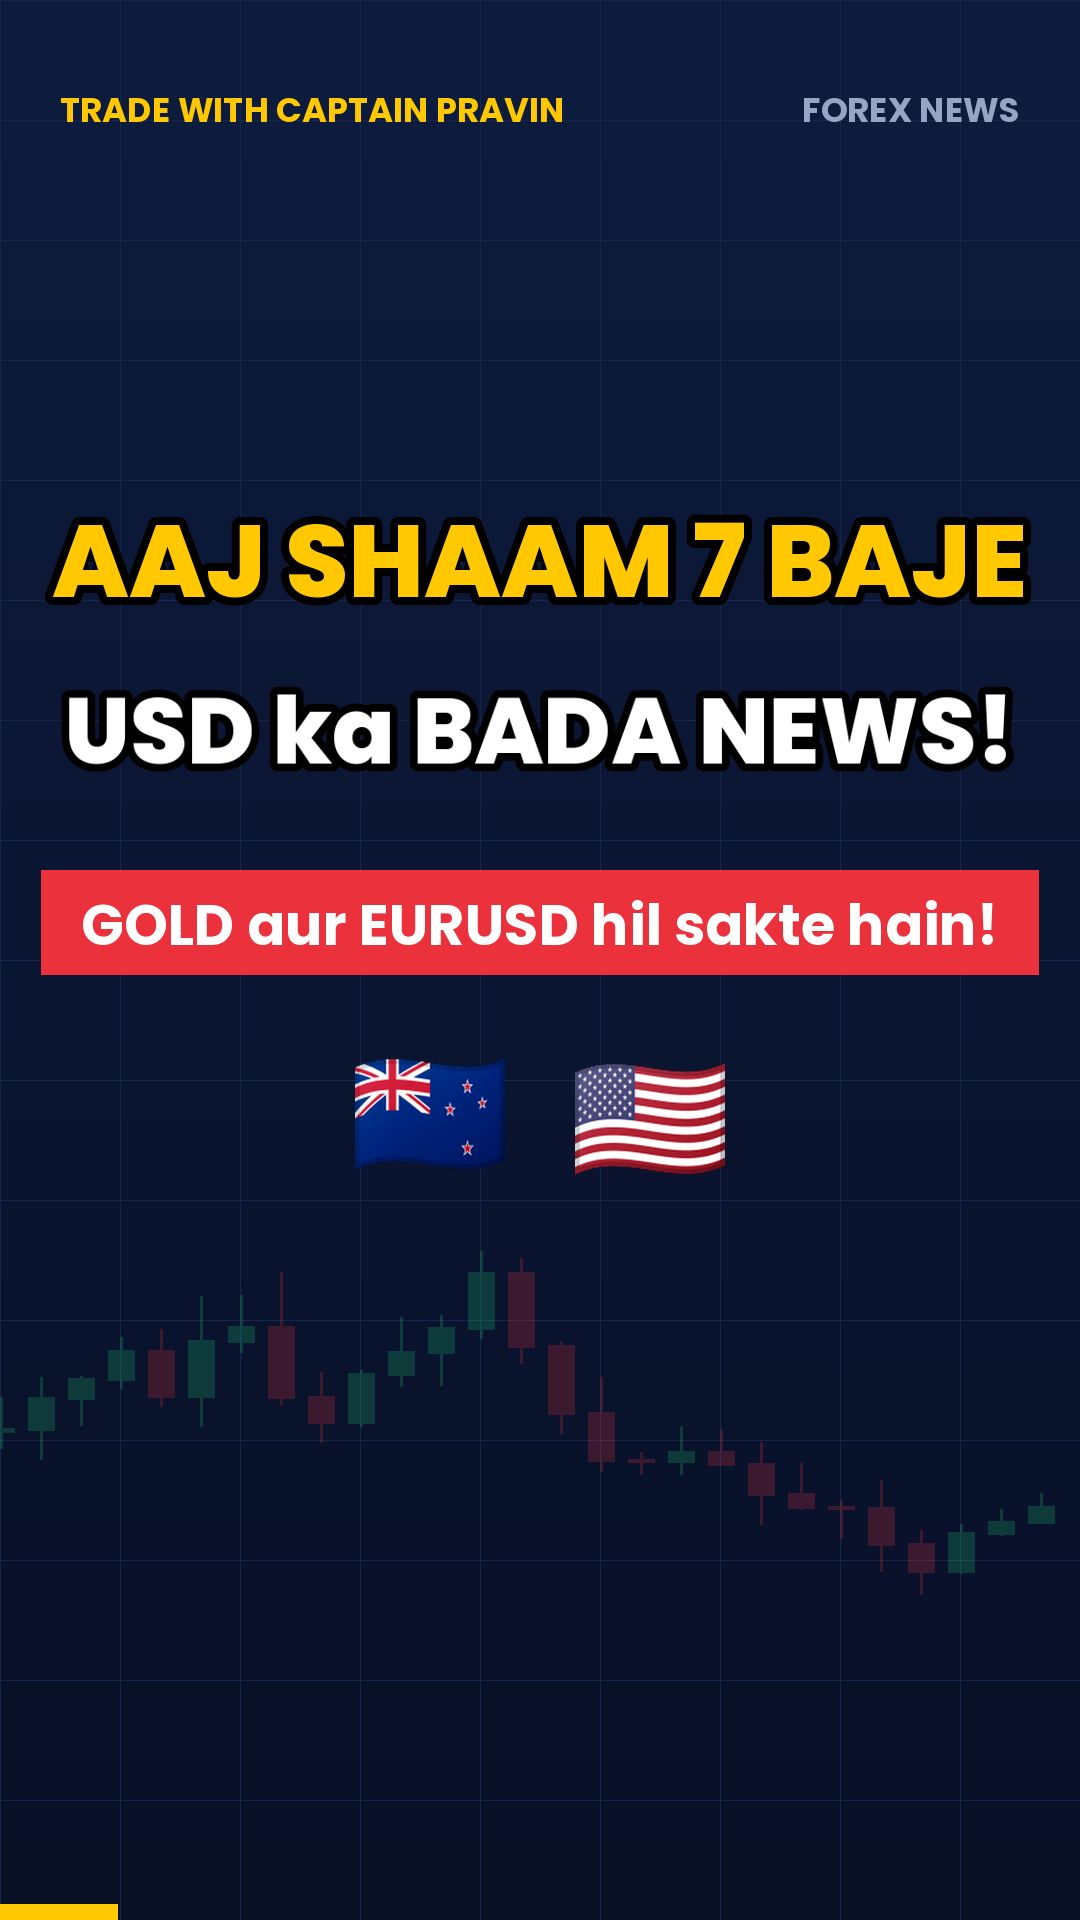 TRADE WITH CAPTAIN PRAVIN
FOREX NEWS
AAJ SHAAM 7 BAJE
USD ka BADA NEWS!
GOLD aur EURUSD hil sakte hain!